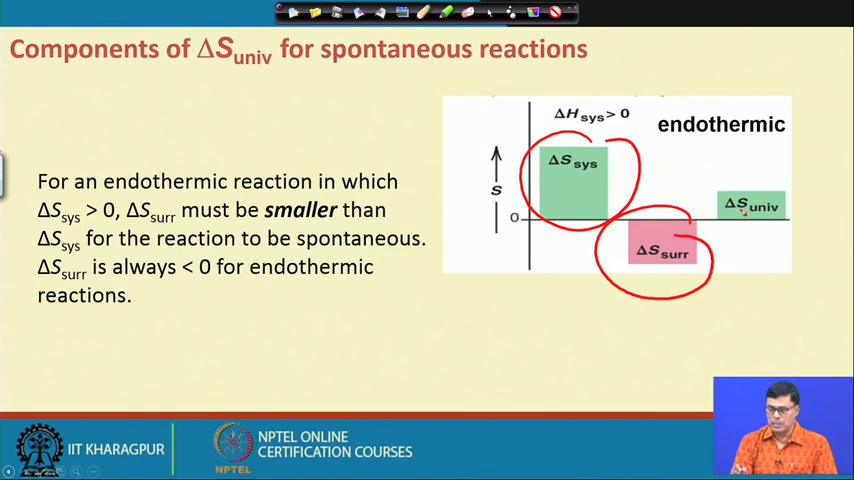 Components of ΔSuniv for spontaneous reactions
ΔHsys > 0
endothermic
ΔSsys
S
0
ΔSuniv
ΔSsurr
For an endothermic reaction in which
ΔSsys > 0, ΔSsurr must be smaller than
ΔSsys for the reaction to be spontaneous.
ΔSsurr is always < 0 for endothermic
reactions.
IIT KHARAGPUR
NPTEL
NPTEL ONLINE
CERTIFICATION COURSES